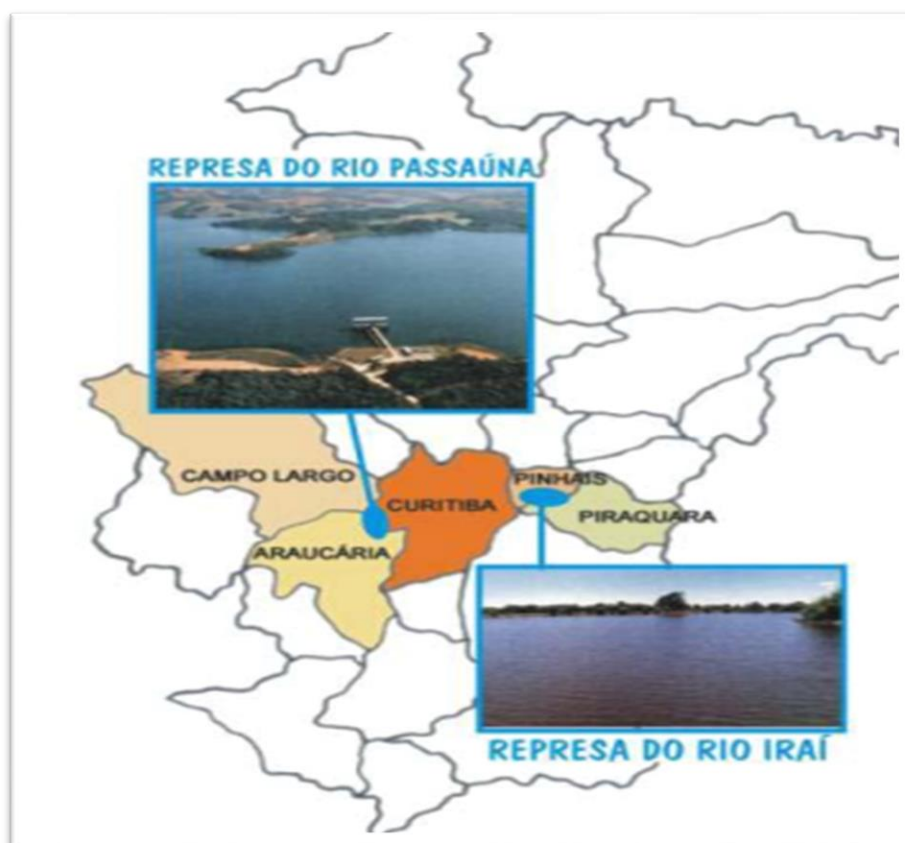 REPRESA DO RIO PASSAÚNA
CAMPO LARGO
CURITIBA
PINHAIS
PIRAQUARA
ARAUCÁRIA
REPRESA DO RIO IRAÍ